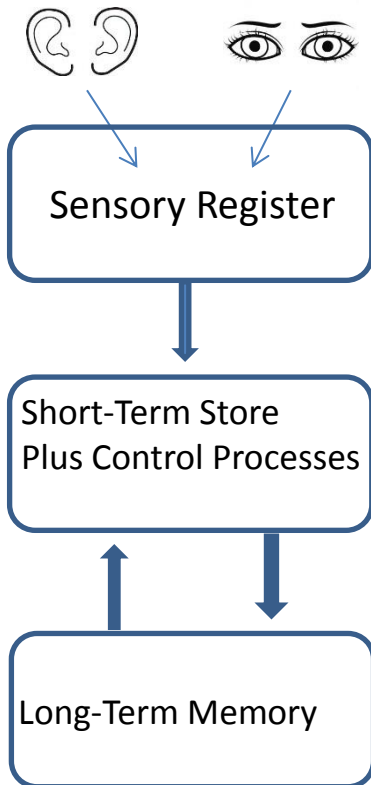 Sensory Register
Short-Term Store
Plus Control Processes
Long-Term Memory